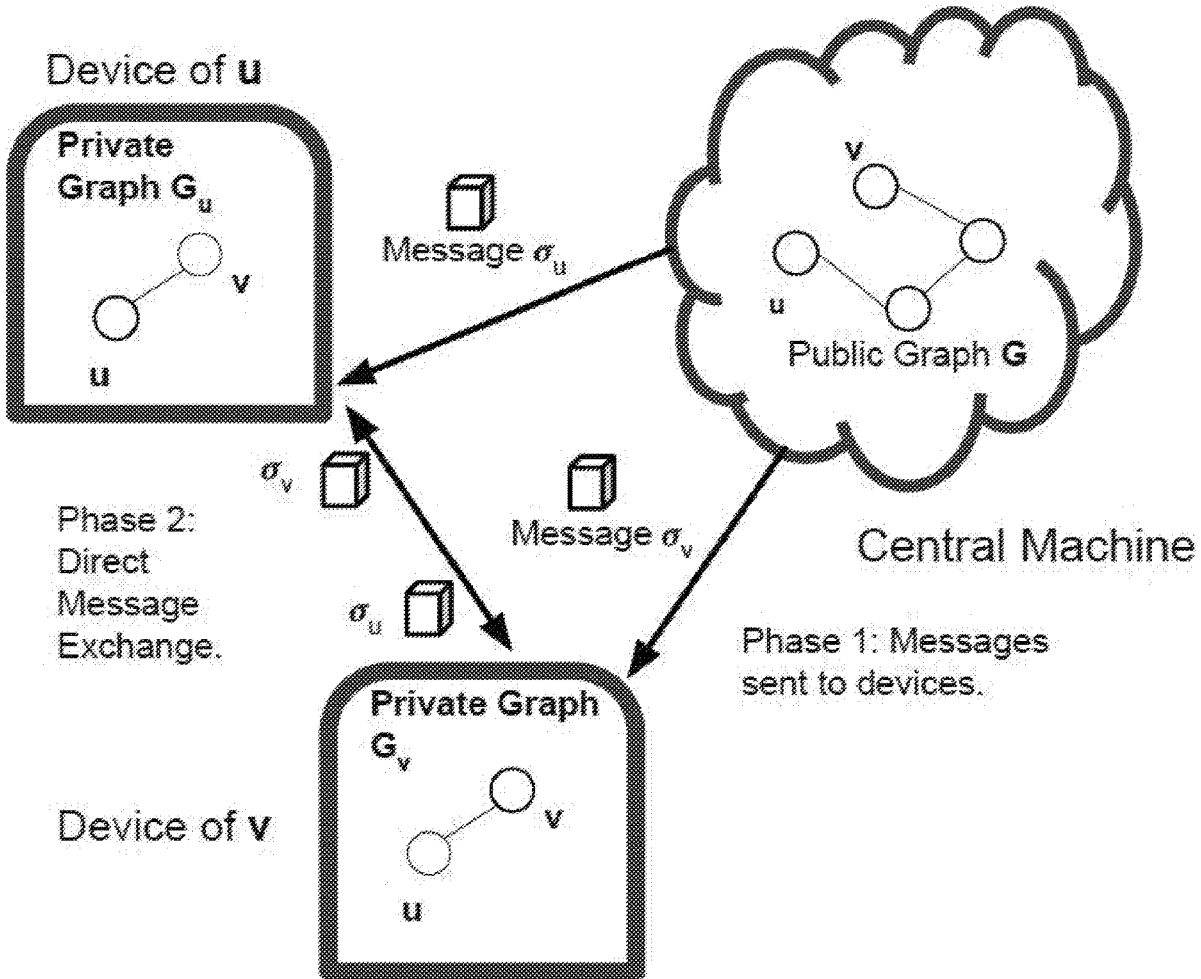 Device of u
Private
Graph Gᵤ
v
u
Message σᵤ
v
u
Public Graph G
Central Machine
σᵥ
Message σᵥ
Phase 2:
Direct
Message
Exchange.
σᵤ
Phase 1: Messages
sent to devices.
Private Graph
Gᵥ
v
u
Device of v